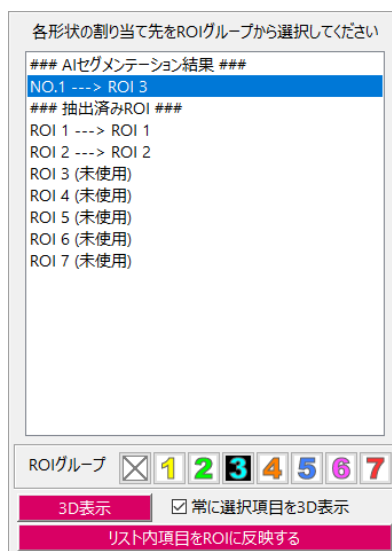 各形状の割り当て先をROIグループから選択してください
### AIセグメンテーション結果 ###
NO.1 ---> ROI 3
### 抽出済みROI ###
ROI 1 ---> ROI 1
ROI 2 ---> ROI 2
ROI 3 (未使用)
ROI 4 (未使用)
ROI 5 (未使用)
ROI 6 (未使用)
ROI 7 (未使用)
ROIグループ 1 2 3 4 5 6 7
3D表示 常に選択項目を3D表示
リスト内項目をROIに反映する